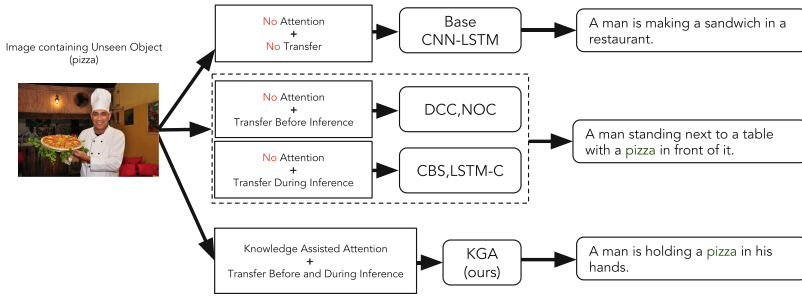 Image containing Unseen Object
(pizza)
No Attention
+
No Transfer
Base
CNN-LSTM
A man is making a sandwich in a
restaurant.
No Attention
+
Transfer Before Inference
DCC,NOC
No Attention
+
Transfer During Inference
CBS,LSTM-C
A man standing next to a table
with a pizza in front of it.
Knowledge Assisted Attention
+
Transfer Before and During Inference
KGA
(ours)
A man is holding a pizza in his
hands.